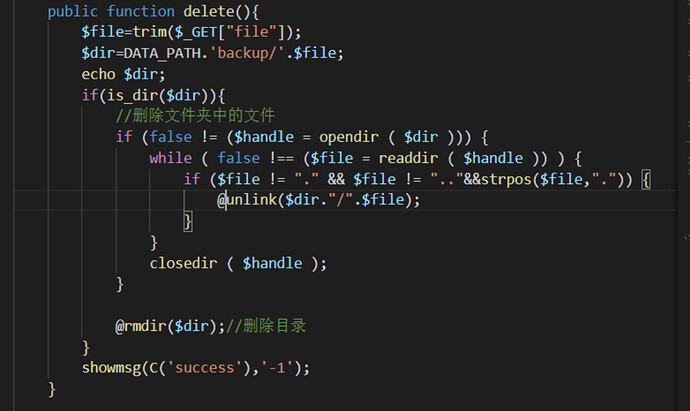 public function delete(){
$file=trim($_GET["file"]);
$dir=DATA_PATH.'backup/'.$file;
echo $dir;
if(is_dir($dir)){
//删除文件夹中的文件
if (false != ($handle = opendir ( $dir ))) {
while ( false !== ($file = readdir ( $handle )) ) {
if ($file != "." && $file != ".."&&strpos($file,".")) {
@unlink($dir."/".$file);
}
}
closedir ( $handle );
}
@rmdir($dir);//删除目录
}
showmsg(C('success'),'-1');
}